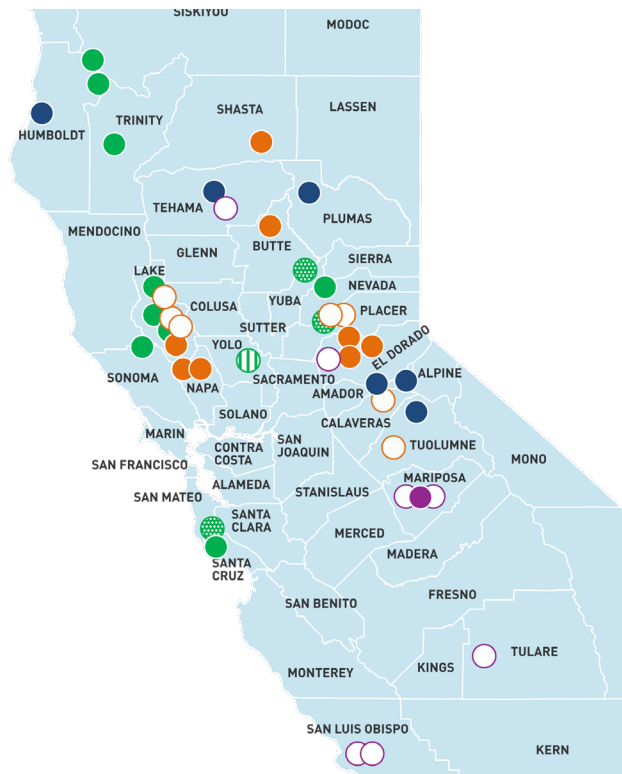 SISKIYOU
MODOC
SHASTA
LASSEN
TRINITY
HUMBOLDT
TEHAMA
PLUMAS
MENDOCINO
BUTTE
GLENN
SIERRA
LAKE
NEVADA
COLUSA
YUBA
PLACER
SUTTER
YOLO
EL DORADO
SONOMA
NAPA
SACRAMENTO
ALPINE
AMADOR
SOLANO
CALAVERAS
MARIN
SAN
JOAQUIN
TUOLUMNE
CONTRA
COSTA
MONO
SAN FRANCISCO
ALAMEDA
MARIPOSA
SAN MATEO
STANISLAUS
SANTA
CLARA
MERCED
MADERA
SANTA
CRUZ
FRESNO
SAN BENITO
TULARE
KINGS
MONTEREY
SAN LUIS OBISPO
KERN